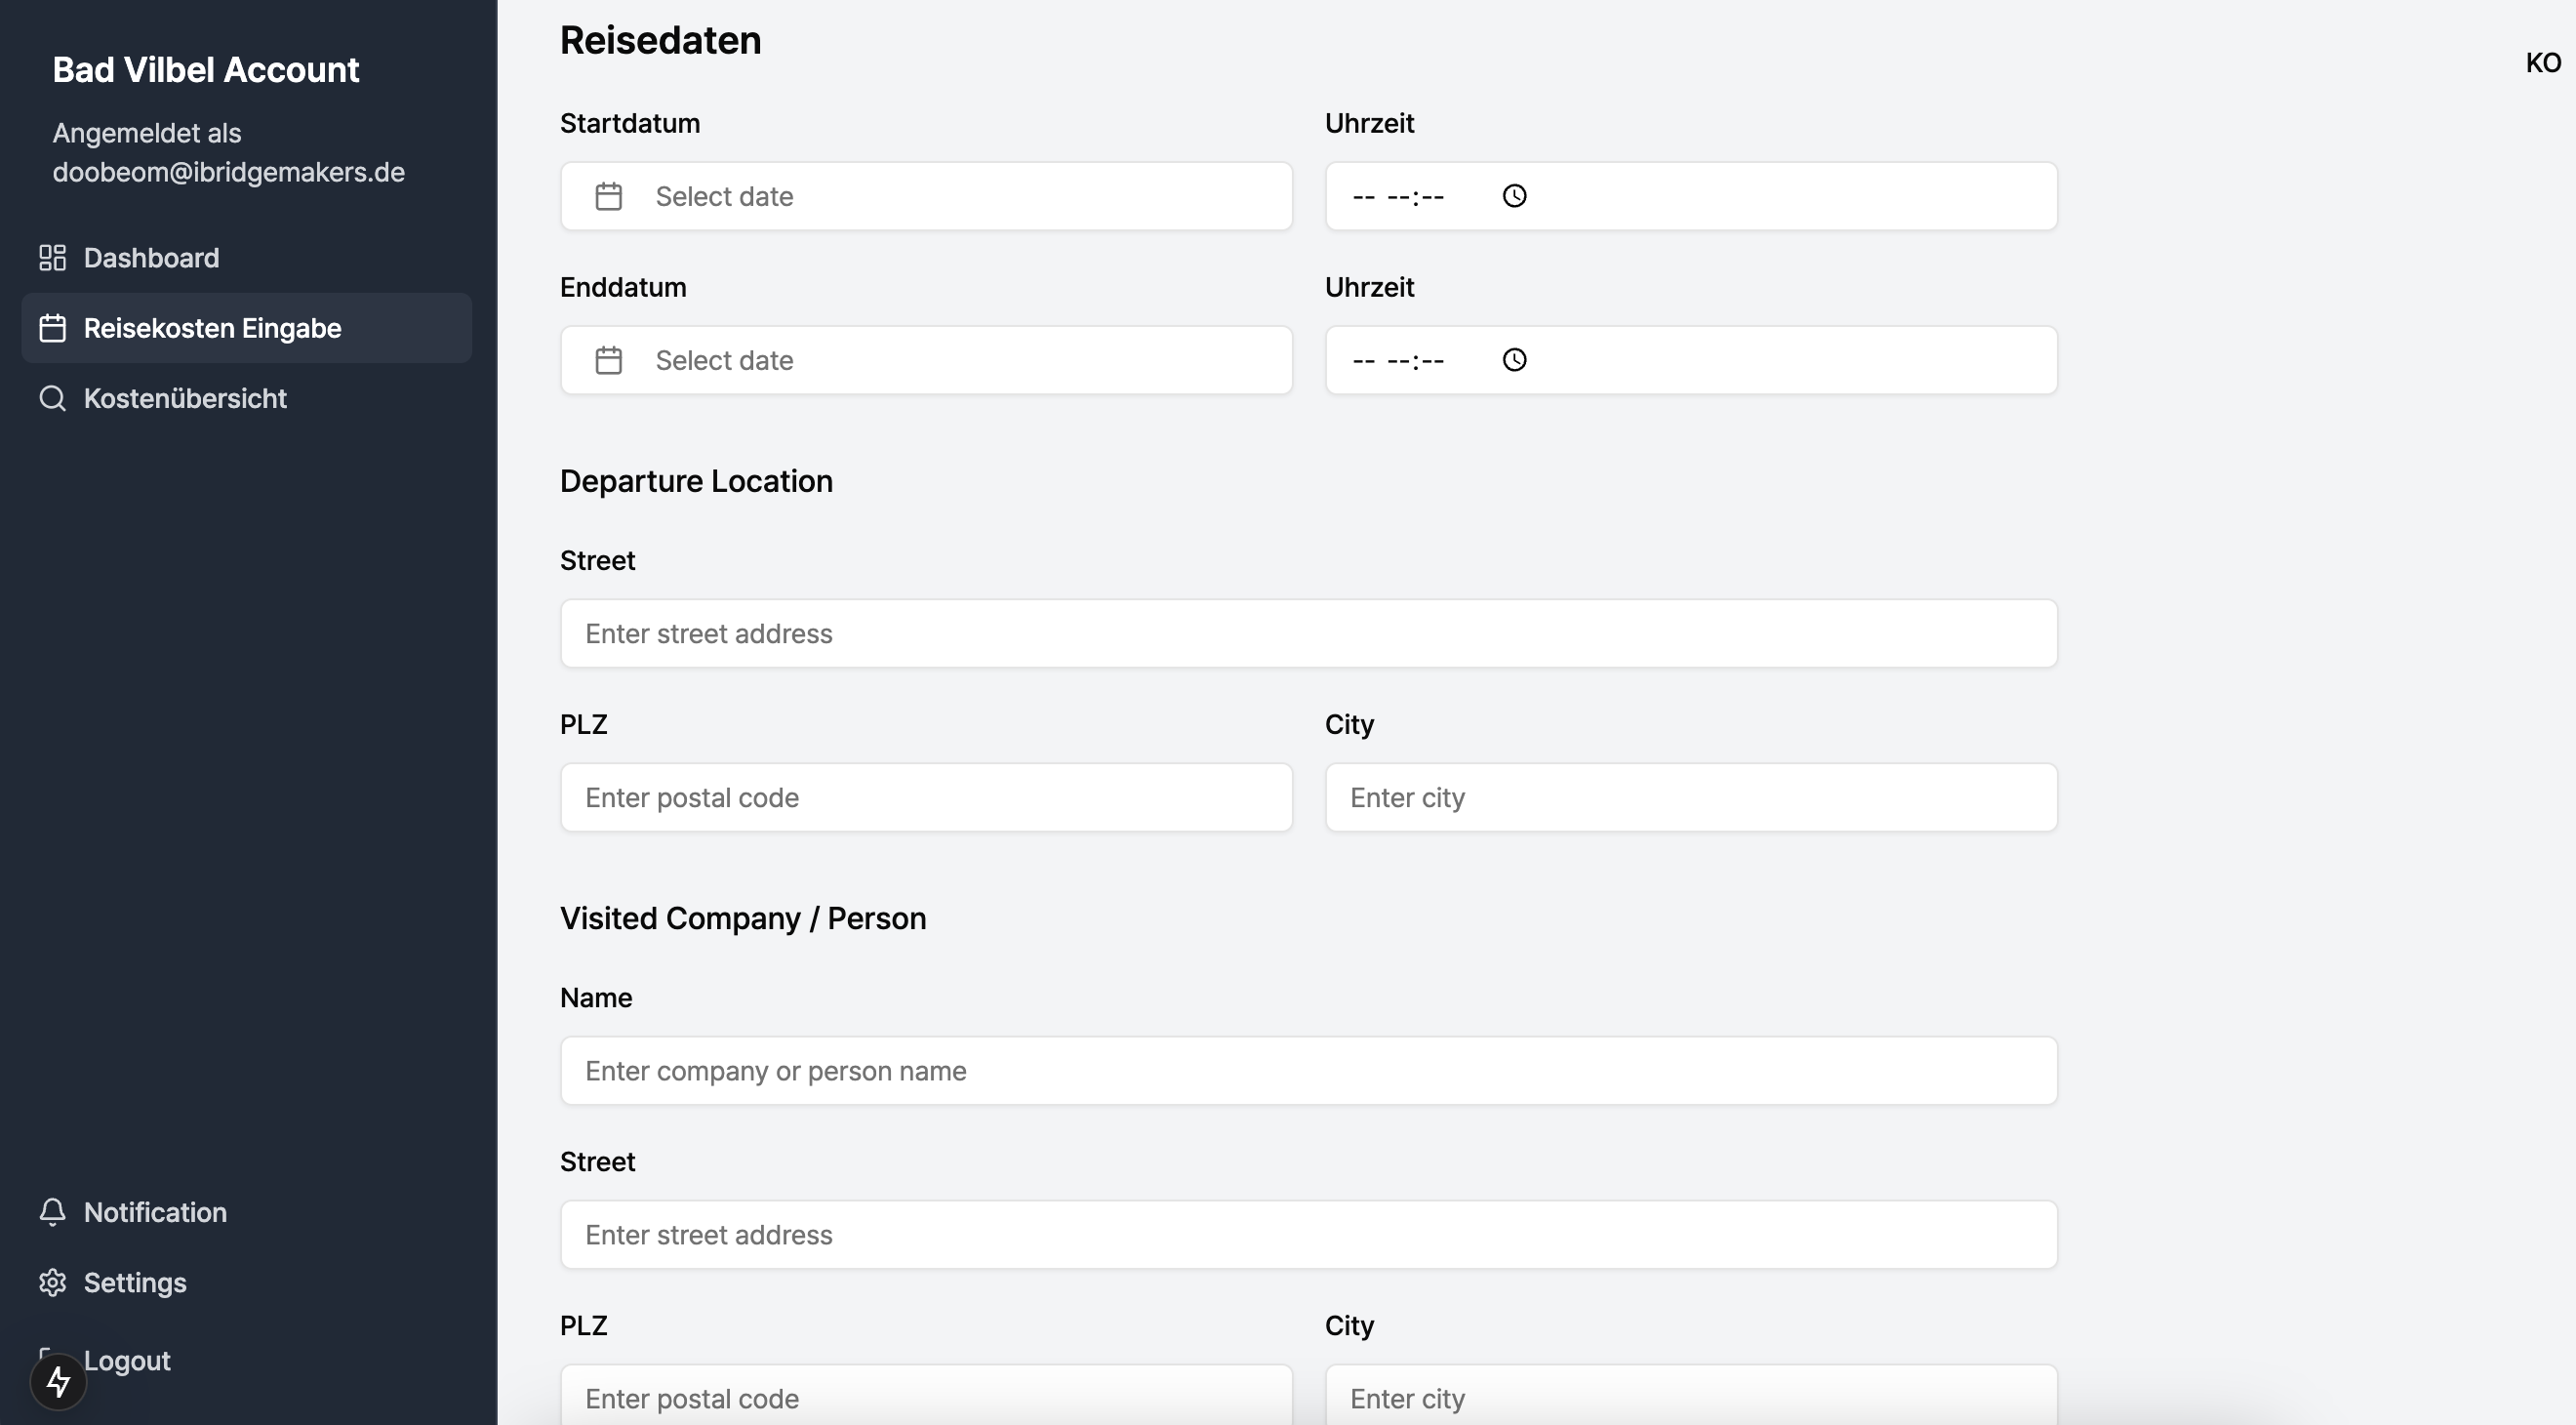 Bad Vilbel Account
Angemeldet als
doobeom@ibridgemakers.de
Dashboard
Reisekosten Eingabe
Kostenübersicht
Notification
Settings
Logout
KO
Reisedaten
Startdatum
Uhrzeit
Select date
-- --:--
Enddatum
Uhrzeit
Select date
-- --:--
Departure Location
Street
Enter street address
PLZ
City
Enter postal code
Enter city
Visited Company / Person
Name
Enter company or person name
Street
Enter street address
PLZ
City
Enter postal code
Enter city